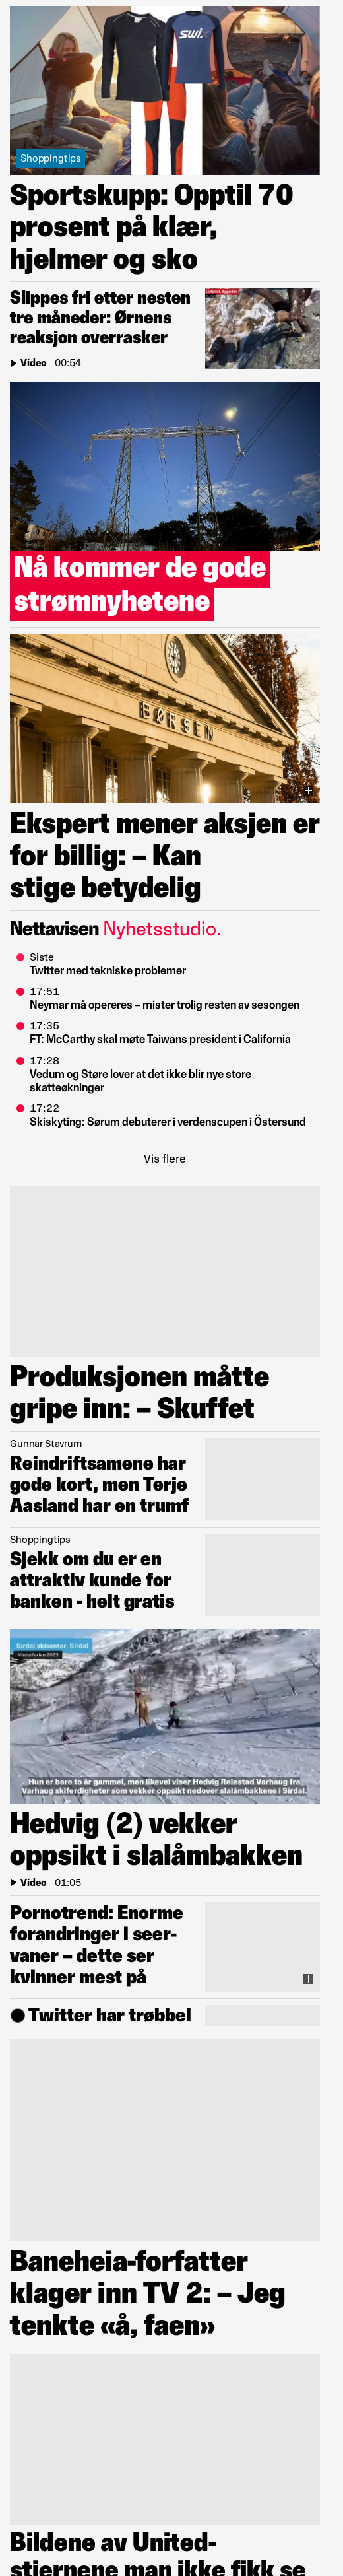 SWIX
Shoppingtips
Sportskupp: Opptil 70
prosent på klær,
hjelmer og sko
Slippes fri etter nesten
tre måneder: Ørnens
reaksjon overrasker
Video | 00:54
Nå kommer de gode
strømnyhetene
BØRSEN
Ekspert mener aksjen er
for billig: – Kan
stige betydelig
Nettavisen Nyhetsstudio.
Siste
Twitter med tekniske problemer
17:51
Neymar må opereres – mister trolig resten av sesongen
17:35
FT: McCarthy skal møte Taiwans president i California
17:28
Vedum og Støre lover at det ikke blir nye store
skatteøkninger
17:22
Skiskyting: Sørum debuterer i verdenscupen i Östersund
Vis flere
Produksjonen måtte
gripe inn: – Skuffet
Gunnar Stavrum
Reindriftsamene har
gode kort, men Terje
Aasland har en trumf
Shoppingtips
Sjekk om du er en
attraktiv kunde for
banken - helt gratis
Sirdal skisenter, Sirdal
Vinterferien 2023
Hun er bare to år gammel, men likevel viser Hedvig Reiestad Varhaug fra
Varhaug skiferdigheter som vekker oppsikt nedover slalåmbakkene i Sirdal.
Hedvig (2) vekker
oppsikt i slalåmbakken
Video | 01:05
Pornotrend: Enorme
forandringer i seer-
vaner – dette ser
kvinner mest på
Twitter har trøbbel
Baneheia-forfatter
klager inn TV 2: – Jeg
tenkte «å, faen»
Bildene av United-
stjernene man ikke fikk se